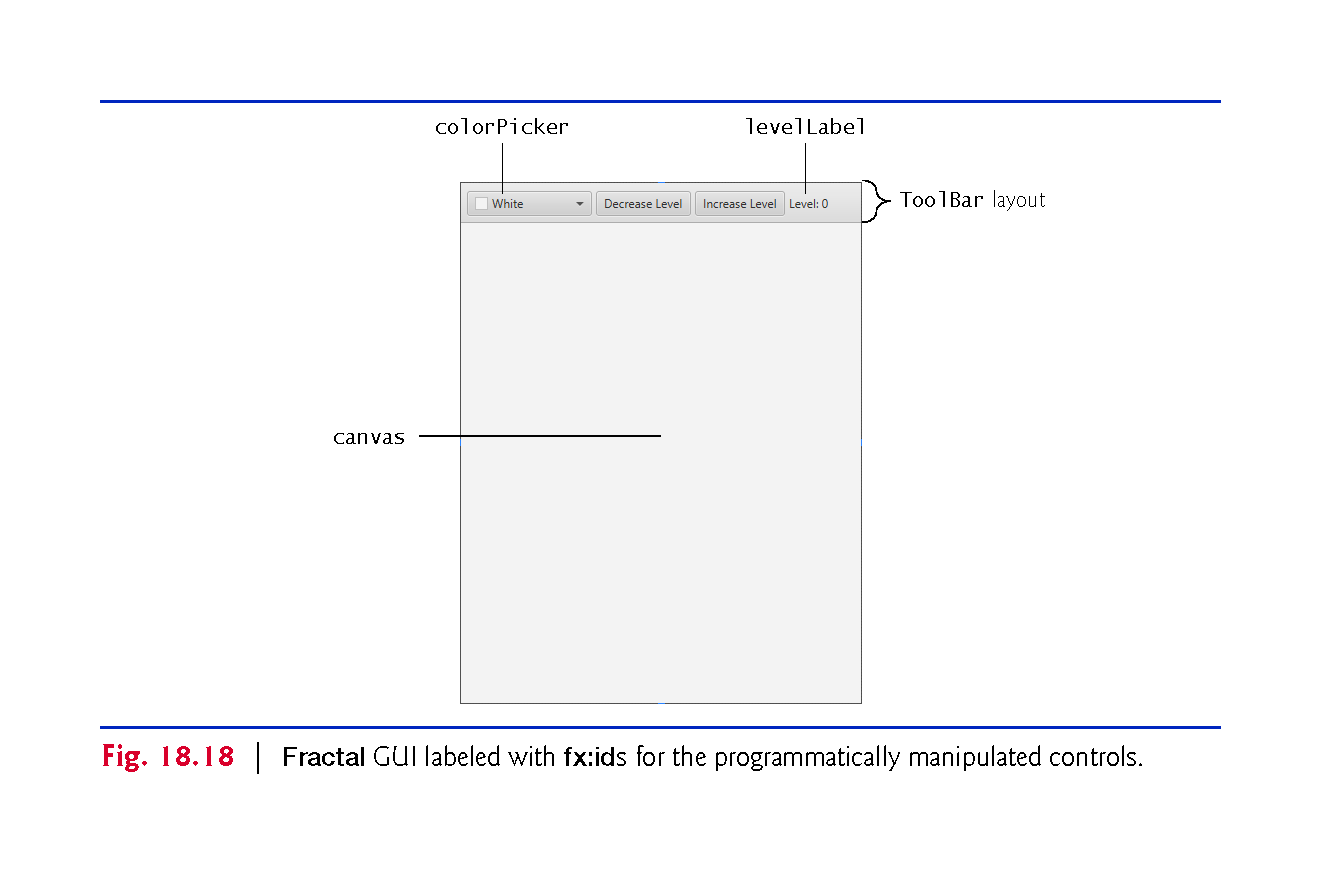 colorPicker
levelLabel
White
Decrease Level
Increase Level
Level: 0
ToolBar layout
canvas
Fig. 18.18 | Fractal GUI labeled with fx:ids for the programmatically manipulated controls.